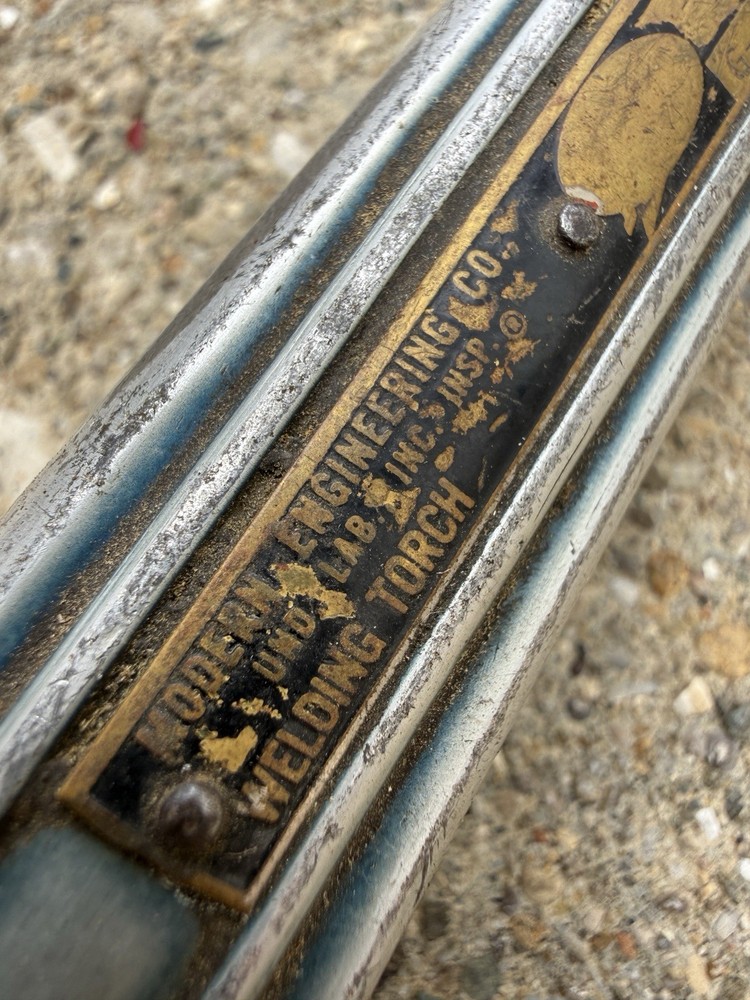 MODERN ENGINEERING CO.
UND. LAB. INC. INSP. ®
WELDING TORCH